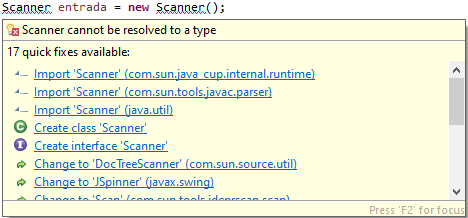 Scanner entrada = new Scanner();
Scanner cannot be resolved to a type
17 quick fixes available:
Import 'Scanner' (com.sun.java_cup.internal.runtime)
Import 'Scanner' (com.sun.tools.javac.parser)
Import 'Scanner' (java.util)
Create class 'Scanner'
Create interface 'Scanner'
Change to 'DocTreeScanner' (com.sun.source.util)
Change to 'JSpinner' (javax.swing)
Change to 'Scan' (com.sun.tools.jdeprscan.scan)
Press 'F2' for focus